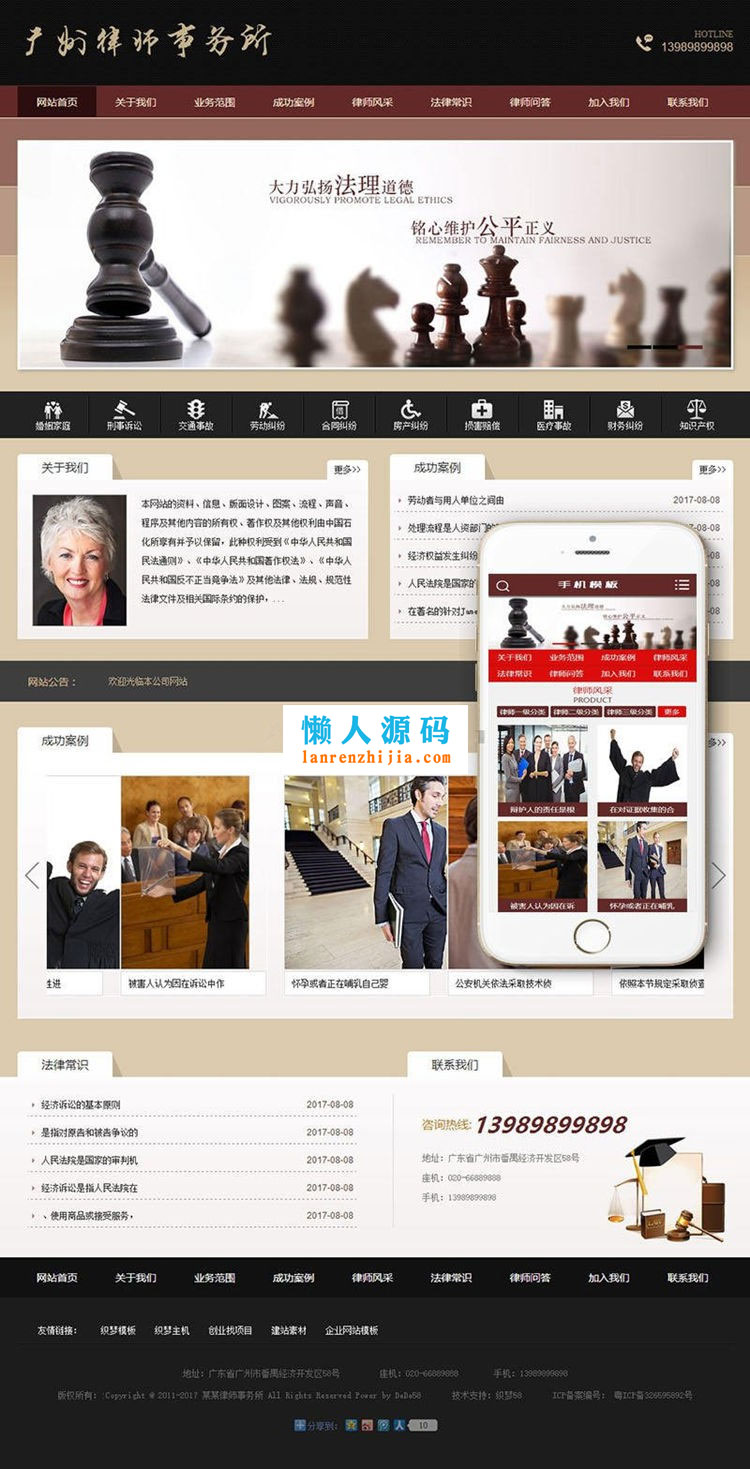 广州律师事务所
HOTLINE
13989899898
网站首页 关于我们 业务范围 成功案例 律师风采 法律常识 律师问答 加入我们 联系我们
大力弘扬法理道德
VIGOROUSLY PROMOTE LEGAL ETHICS
铭心维护公平正义
REMEMBER TO MAINTAIN FAIRNESS AND JUSTICE
婚姻家庭 刑事诉讼 交通事故 劳动纠纷 合同纠纷 房产纠纷 损害赔偿 医疗事故 财务纠纷 知识产权
关于我们 更多>>
本网站的资料、信息、版面设计、图案、流程、声音、
程序及其他内容的所有权、著作权及其他权利由中国石
化所享有并予以保留，此种权利受到《中华人民共和国
民法通则》、《中华人民共和国著作权法》、《中华人
民共和国反不正当竞争法》及其他法律、法规、规范性
法律文件及相关国际条约的保护，...
成功案例 更多>>
劳动者与用人单位之间由 2017-08-08
处理流程是人资部门的
经济权益发生纠纷
人民法院是国家的
在著名的针对Jane
网站公告： 欢迎光临本公司网站
手机模板
大力弘扬法理道德
铭心维护公平正义
关于我们 业务范围 成功案例 律师风采
法律常识 律师问答 加入我们 联系我们
律师风采
PRODUCT
律师一级分类 律师二级分类 律师三级分类 更多
辩护人的责任是根 在对证据收集的合
被害人认为因在诉 怀孕或者正在哺乳
懒人源码
lanrenzhijia.com
成功案例
生进 被害人认为因在诉讼中作 怀孕或者正在哺乳自己婴 公安机关依法采取技术侦 依照本节规定采取侦查
法律常识
经济诉讼的基本原则 2017-08-08
是指对原告和被告争议的 2017-08-08
人民法院是国家的审判机 2017-08-08
经济诉讼是指人民法院在 2017-08-08
、使用商品或接受服务， 2017-08-08
联系我们
咨询热线: 13989899898
地址：广东省广州市番禺经济开发区58号
座机：020-66889888
手机：13989899898
网站首页 关于我们 业务范围 成功案例 律师风采 法律常识 律师问答 加入我们 联系我们
友情链接： 织梦模板 织梦主机 创业找项目 建站素材 企业网站模板
地址：广东省广州市番禺经济开发区58号 座机：020-66889888 手机：13989899898
版权所有：Copyright @ 2011-2017 某某律师事务所 All Rights Reserved Power by DeDe58 技术支持：织梦58 ICP备案编号： 粤ICP备326595892号
分享到： 10